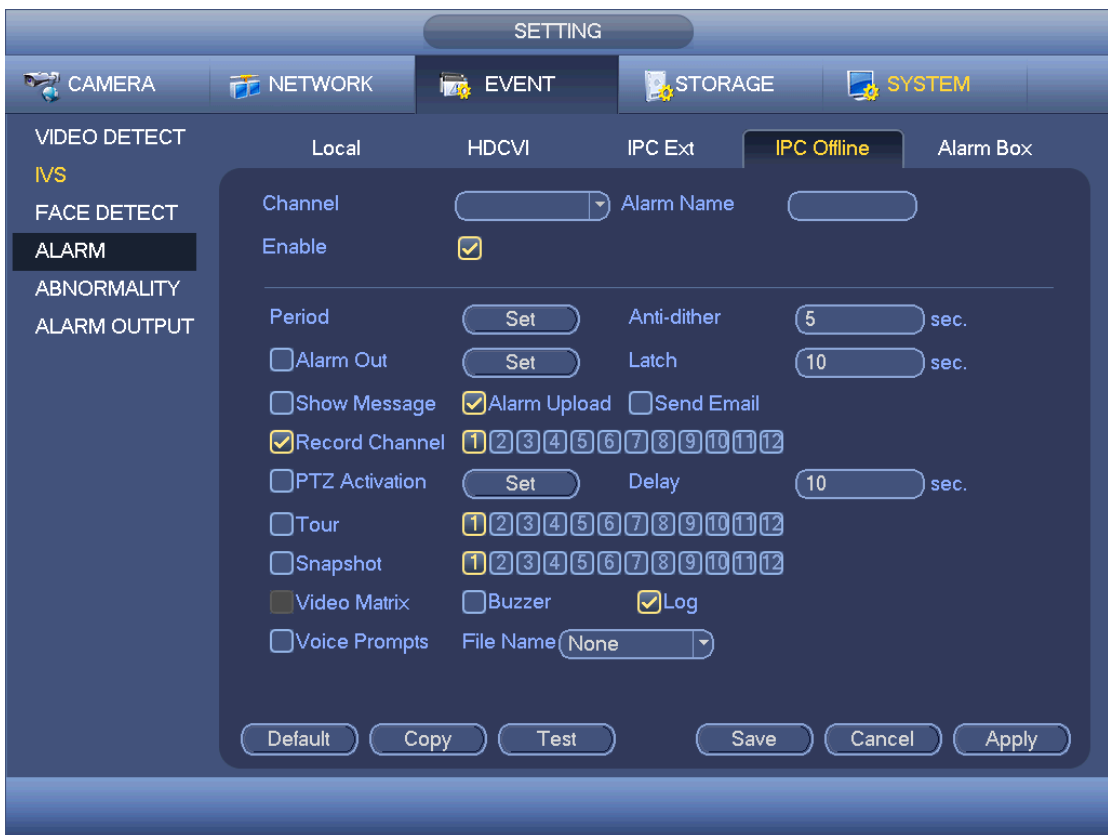 SETTING
CAMERA NETWORK EVENT STORAGE SYSTEM
VIDEO DETECT
IVS
FACE DETECT
ALARM
ABNORMALITY
ALARM OUTPUT
Local HDCVI IPC Ext IPC Offline Alarm Box
Channel Alarm Name
Enable
Period Set Anti-dither 5 sec.
Alarm Out Set Latch 10 sec.
Show Message Alarm Upload Send Email
Record Channel 1 2 3 4 5 6 7 8 9 10 11 12
PTZ Activation Set Delay 10 sec.
Tour 1 2 3 4 5 6 7 8 9 10 11 12
Snapshot 1 2 3 4 5 6 7 8 9 10 11 12
Video Matrix Buzzer Log
Voice Prompts File Name None
Default Copy Test Save Cancel Apply